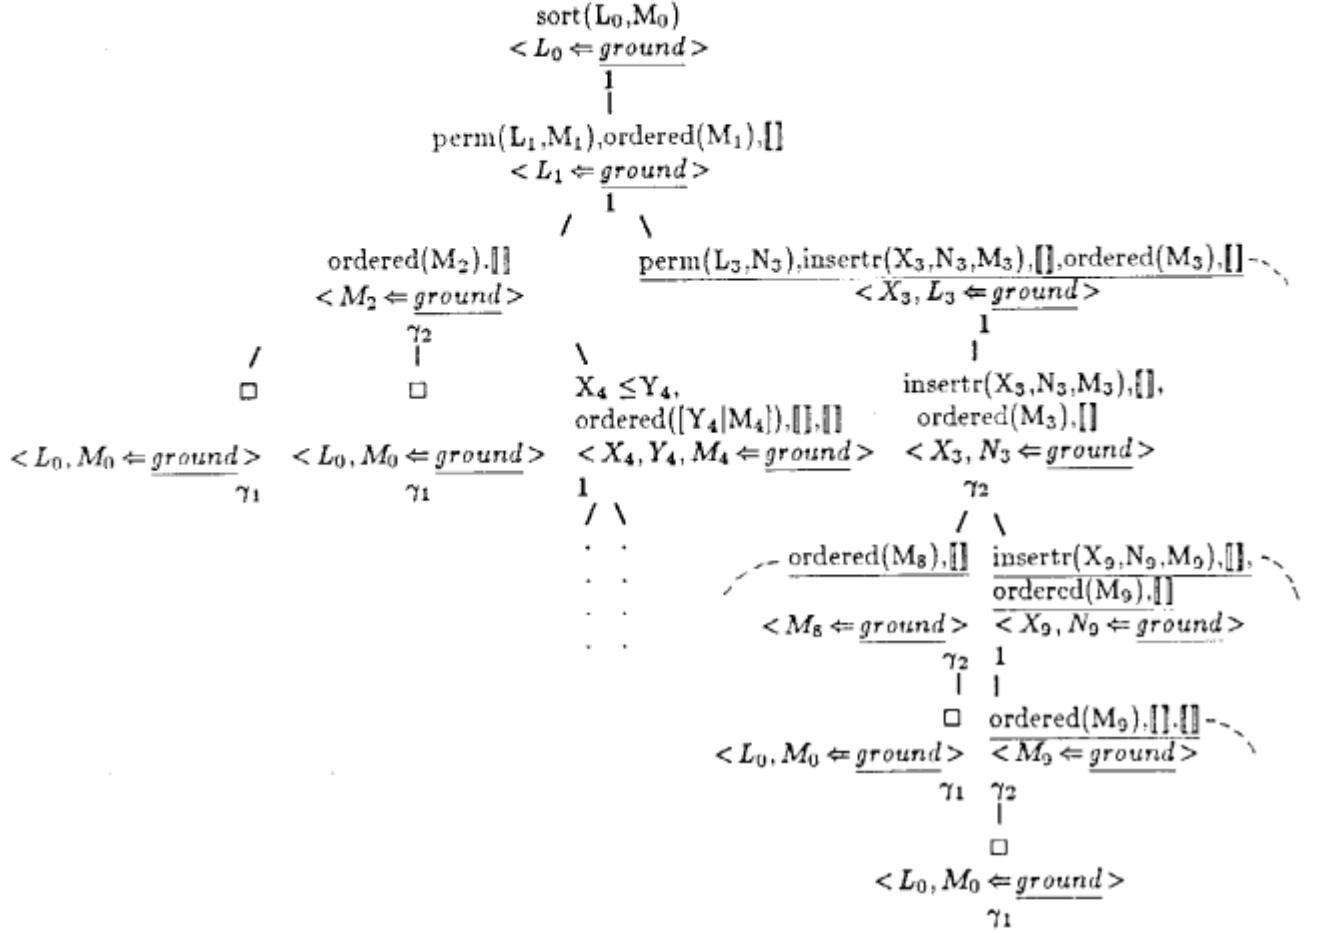 sort(L₀,M₀)
< L₀ ⇐ ground >
1
perm(L₁,M₁),ordered(M₁),[]
< L₁ ⇐ ground >
1
ordered(M₂).[]
< M₂ ⇐ ground >
γ₂
perm(L₃,N₃),insertr(X₃,N₃,M₃),[],ordered(M₃),[]
< X₃, L₃ ⇐ ground >
1
□
< L₀, M₀ ⇐ ground >
γ₁
□
< L₀, M₀ ⇐ ground >
γ₁
X₄ ≤Y₄,
ordered([Y₄|M₄]),[],[]
< X₄, Y₄, M₄ ⇐ ground >
1
insertr(X₃,N₃,M₃),[],
ordered(M₃),[]
< X₃, N₃ ⇐ ground >
γ₂
ordered(M₈),[]
< M₈ ⇐ ground >
γ₂
insertr(X₉,N₉,M₉),[],
ordered(M₉),[]
< X₉, N₉ ⇐ ground >
1
□
< L₀, M₀ ⇐ ground >
γ₁
ordered(M₉),[].[]
< M₉ ⇐ ground >
γ₂
□
< L₀, M₀ ⇐ ground >
γ₁